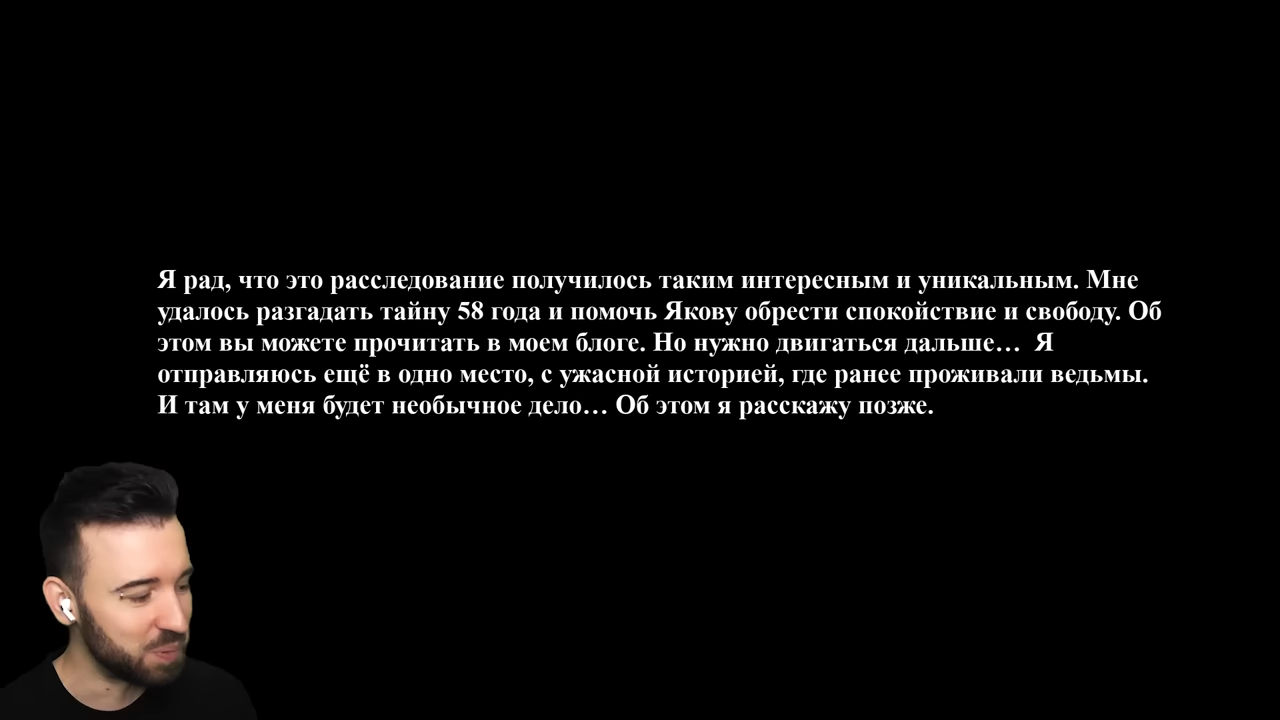 Я рад, что это расследование получилось таким интересным и уникальным. Мне
удалось разгадать тайну 58 года и помочь Якову обрести спокойствие и свободу. Об
этом вы можете прочитать в моем блоге. Но нужно двигаться дальше…  Я
отправляюсь ещё в одно место, с ужасной историей, где ранее проживали ведьмы.
И там у меня будет необычное дело… Об этом я расскажу позже.